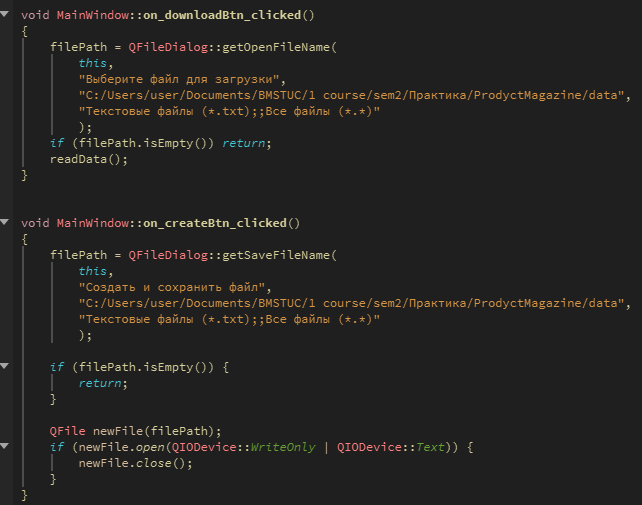 void MainWindow::on_downloadBtn_clicked()
{
    filePath = QFileDialog::getOpenFileName(
        this,
        "Выберите файл для загрузки",
        "C:/Users/user/Documents/BMSTUC/1 course/sem2/Практика/ProdyctMagazine/data",
        "Текстовые файлы (*.txt);;Все файлы (*.*)"
        );
    if (filePath.isEmpty()) return;
    readData();
}
void MainWindow::on_createBtn_clicked()
{
    filePath = QFileDialog::getSaveFileName(
        this,
        "Создать и сохранить файл",
        "C:/Users/user/Documents/BMSTUC/1 course/sem2/Практика/ProdyctMagazine/data",
        "Текстовые файлы (*.txt);;Все файлы (*.*)"
        );
    if (filePath.isEmpty()) {
        return;
    }
    QFile newFile(filePath);
    if (newFile.open(QIODevice::WriteOnly | QIODevice::Text)) {
        newFile.close();
    }
}